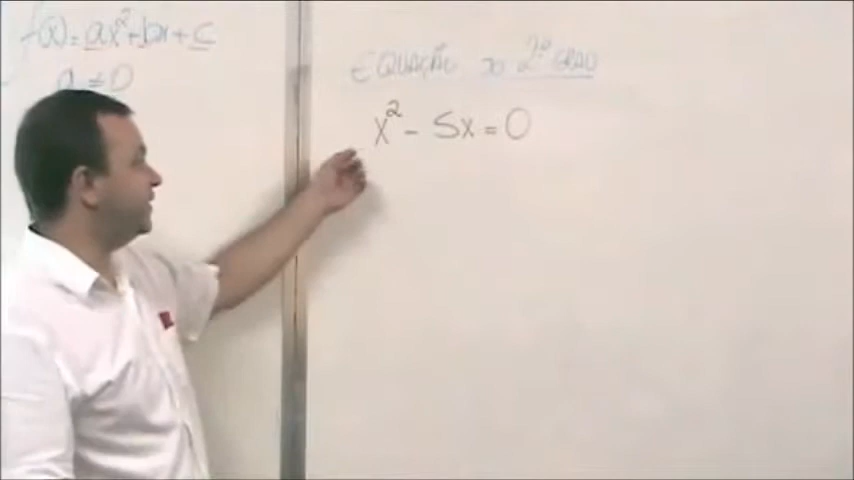 f(x) = ax² + bx + c
a ≠ 0
EQUAÇÃO DO 2º GRAU
x² - 5x = 0